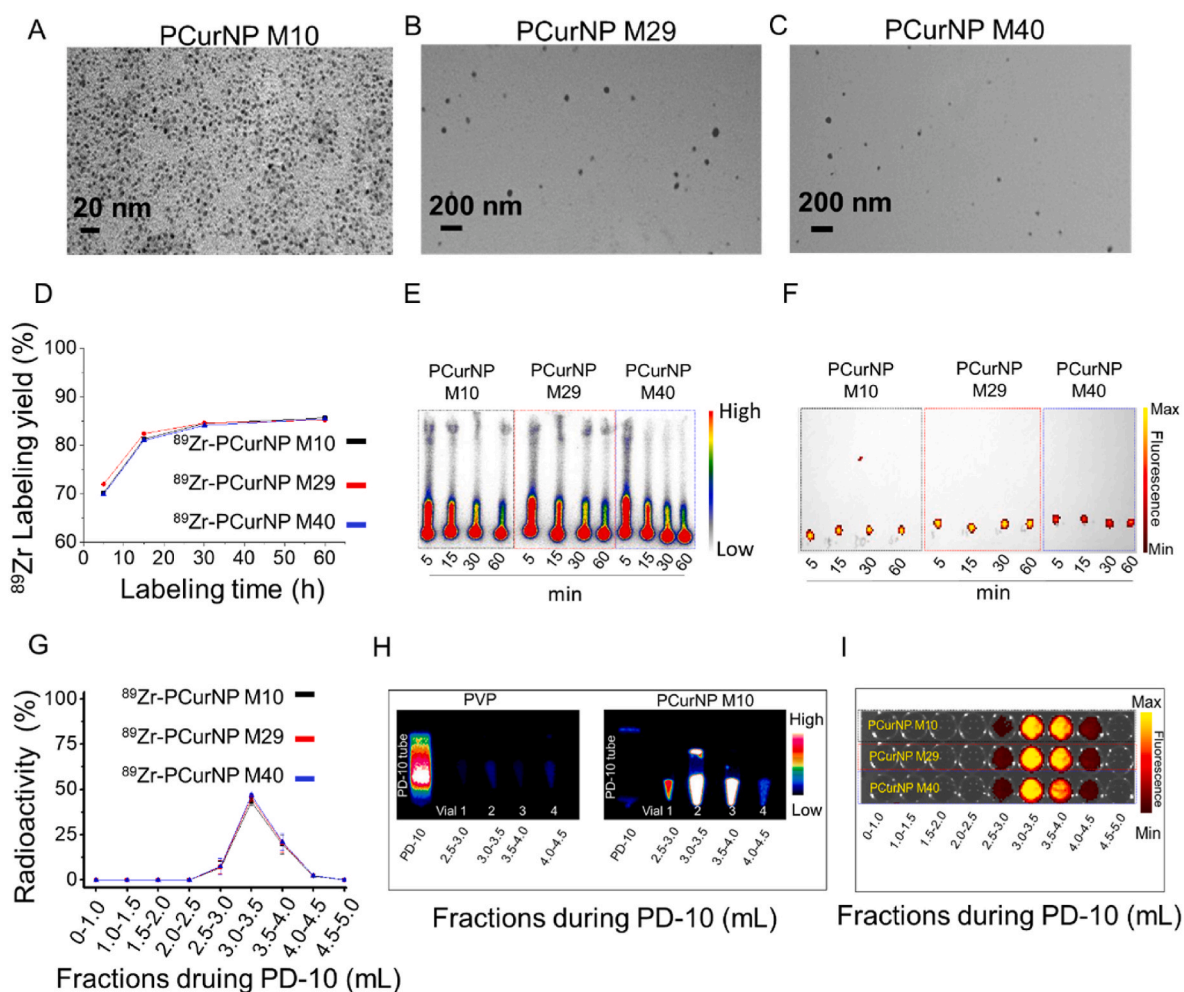 A
PCurNP M10
20 nm
B
PCurNP M29
200 nm
C
PCurNP M40
200 nm
D
⁸⁹Zr Labeling yield (%)
100
90
80
70
60
⁸⁹Zr-PCurNP M10
⁸⁹Zr-PCurNP M29
⁸⁹Zr-PCurNP M40
0 10 20 30 40 50 60
Labeling time (h)
E
PCurNP M10
PCurNP M29
PCurNP M40
High
Low
5 15 30 60 5 15 30 60 5 15 30 60
min
F
PCurNP M10
PCurNP M29
PCurNP M40
Max
Fluorescence
Min
5 15 30 60 5 15 30 60 5 15 30 60
min
G
Radioactivity (%)
100
75
50
25
0
⁸⁹Zr-PCurNP M10
⁸⁹Zr-PCurNP M29
⁸⁹Zr-PCurNP M40
0-1.0
1.0-1.5
1.5-2.0
2.0-2.5
2.5-3.0
3.0-3.5
3.5-4.0
4.0-4.5
4.5-5.0
Fractions druing PD-10 (mL)
H
PVP
PD-10 tube
Vial 1 2 3 4
PD-10
2.5-3.0
3.0-3.5
3.5-4.0
4.0-4.5
PCurNP M10
PD-10 tube
Vial 1 2 3 4
PD-10
2.5-3.0
3.0-3.5
3.5-4.0
4.0-4.5
High
Low
Fractions during PD-10 (mL)
I
PCurNP M10
PCurNP M29
PCurNP M40
Max
Fluorescence
Min
0-1.0
1.0-1.5
1.5-2.0
2.0-2.5
2.5-3.0
3.0-3.5
3.5-4.0
4.0-4.5
4.5-5.0
Fractions during PD-10 (mL)